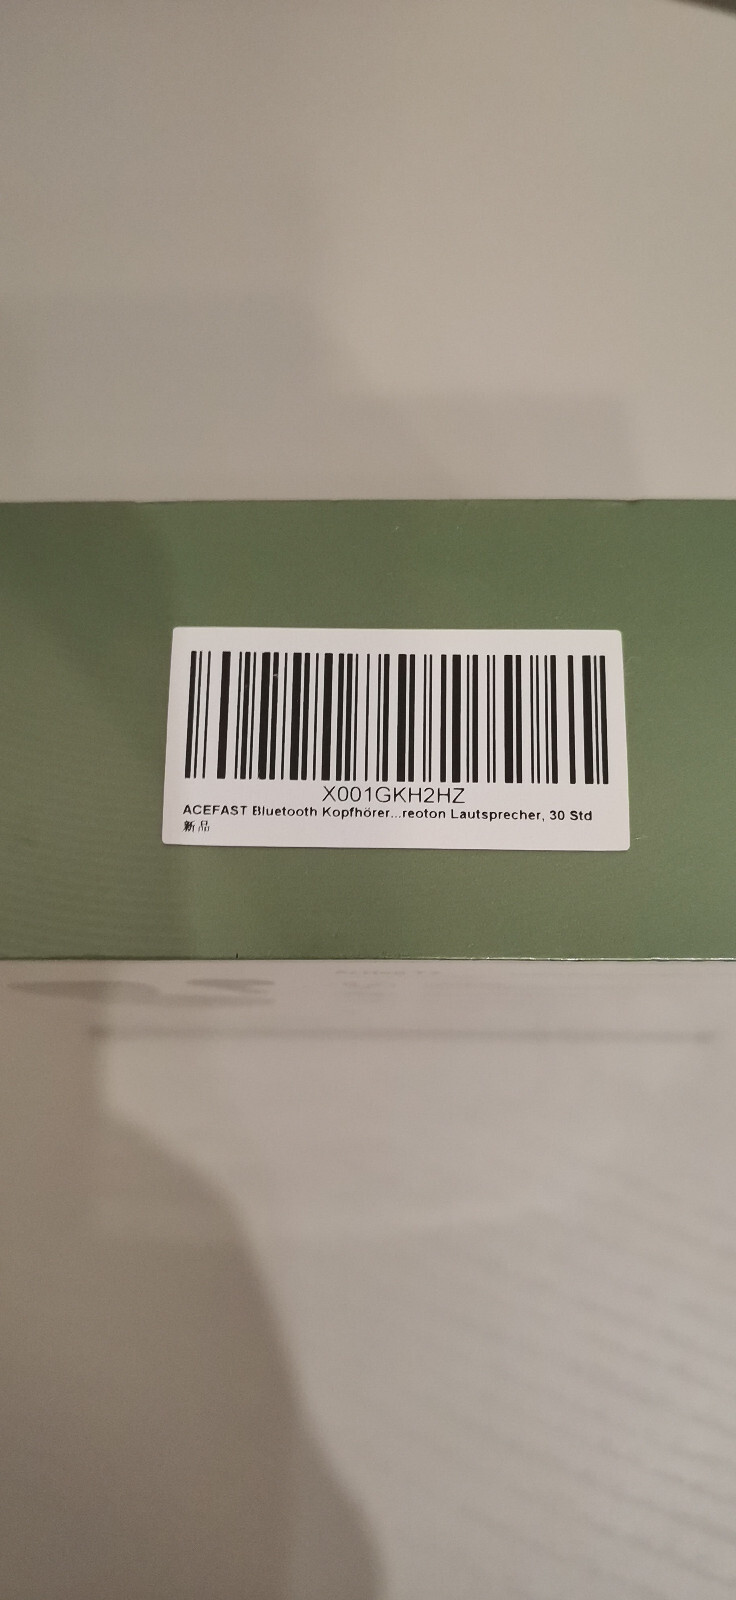 X001GKH2HZ
ACEFAST Bluetooth Kopfhörer...reoton Lautsprecher, 30 Std
新品